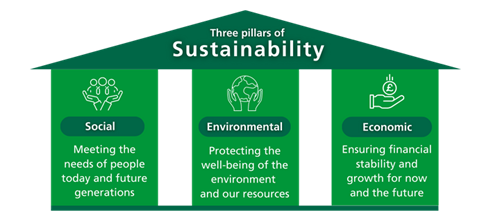 Three pillars of
Sustainability
Social
Meeting the
needs of people
today and future
generations
Environmental
Protecting the
well-being of the
environment
and our resources
£
Economic
Ensuring financial
stability and
growth for now
and the future